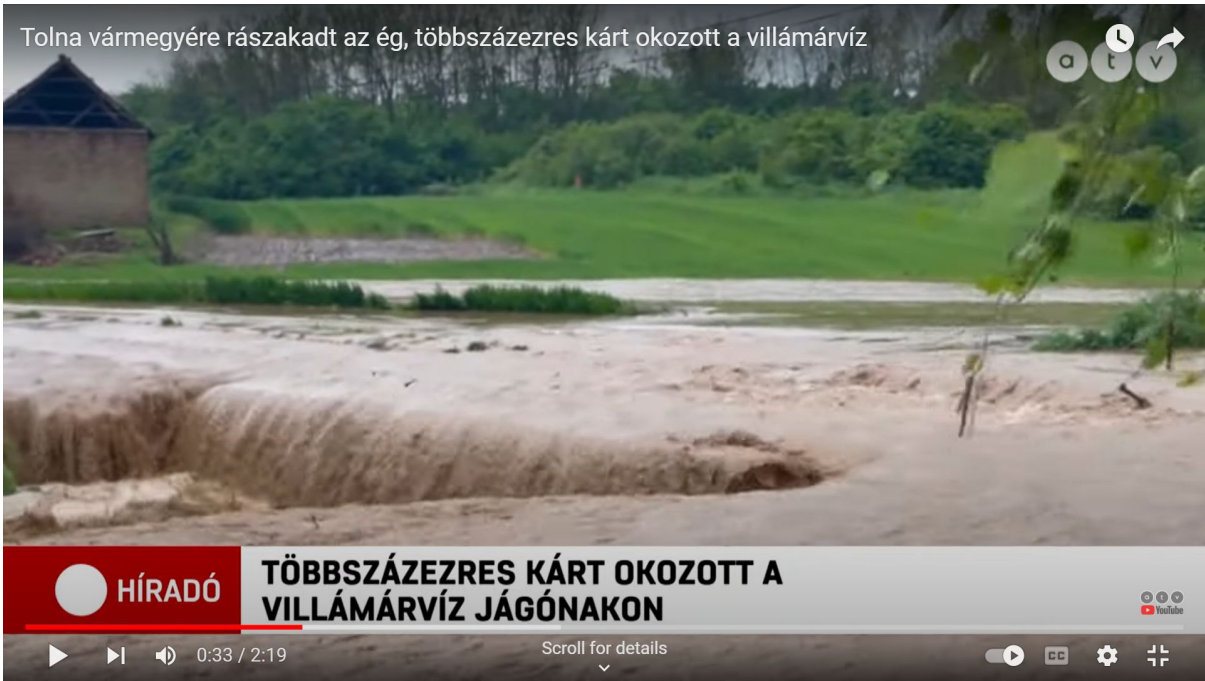 Tolna vármegyére rászakadt az ég, többszázezres kárt okozott a villámárvíz
a t v
HÍRADÓ
TÖBBSZÁZEZRES KÁRT OKOZOTT A
VILLÁMÁRVÍZ JÁGÓNAKON
a t v
YouTube
0:33 / 2:19
Scroll for details
CC